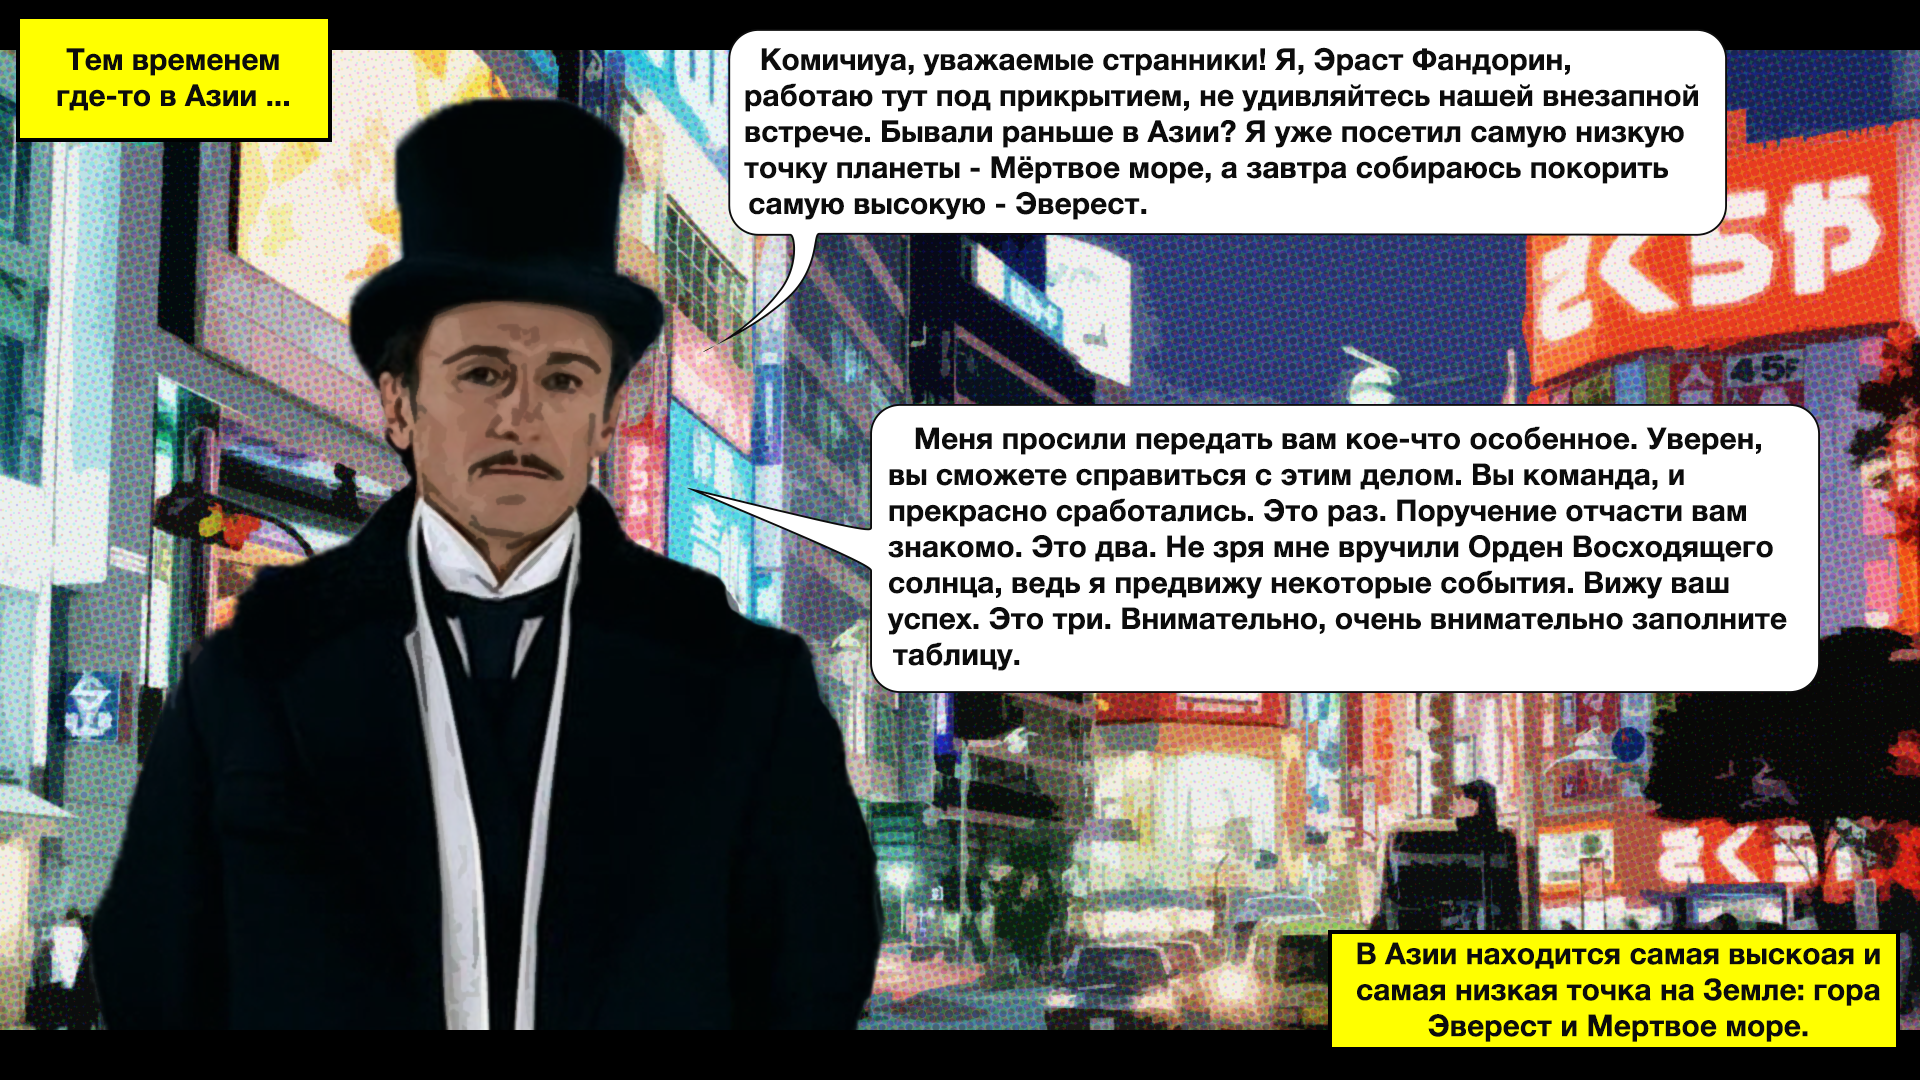 Тем временем
где-то в Азии ...
Комичиуа, уважаемые странники! Я, Эраст Фандорин,
работаю тут под прикрытием, не удивляйтесь нашей внезапной
встрече. Бывали раньше в Азии? Я уже посетил самую низкую
точку планеты - Мёртвое море, а завтра собираюсь покорить
самую высокую - Эверест.
Меня просили передать вам кое-что особенное. Уверен,
вы сможете справиться с этим делом. Вы команда, и
прекрасно сработались. Это раз. Поручение отчасти вам
знакомо. Это два. Не зря мне вручили Орден Восходящего
солнца, ведь я предвижу некоторые события. Вижу ваш
успех. Это три. Внимательно, очень внимательно заполните
таблицу.
В Азии находится самая выскоая и
самая низкая точка на Земле: гора
Эверест и Мертвое море.